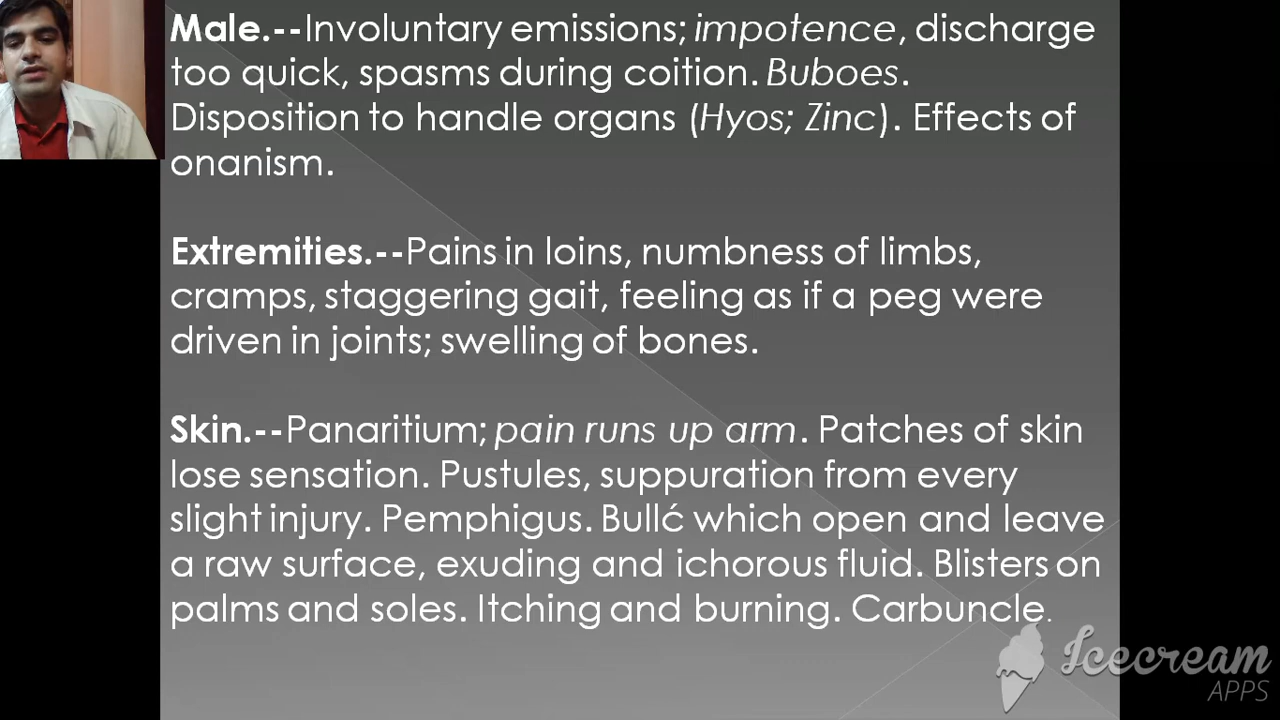 Male.--Involuntary emissions; impotence, discharge
too quick, spasms during coition. Buboes.
Disposition to handle organs (Hyos; Zinc). Effects of
onanism.
Extremities.--Pains in loins, numbness of limbs,
cramps, staggering gait, feeling as if a peg were
driven in joints; swelling of bones.
Skin.--Panaritium; pain runs up arm. Patches of skin
lose sensation. Pustules, suppuration from every
slight injury. Pemphigus. Bullć which open and leave
a raw surface, exuding and ichorous fluid. Blisters on
palms and soles. Itching and burning. Carbuncle.
Icecream
APPS